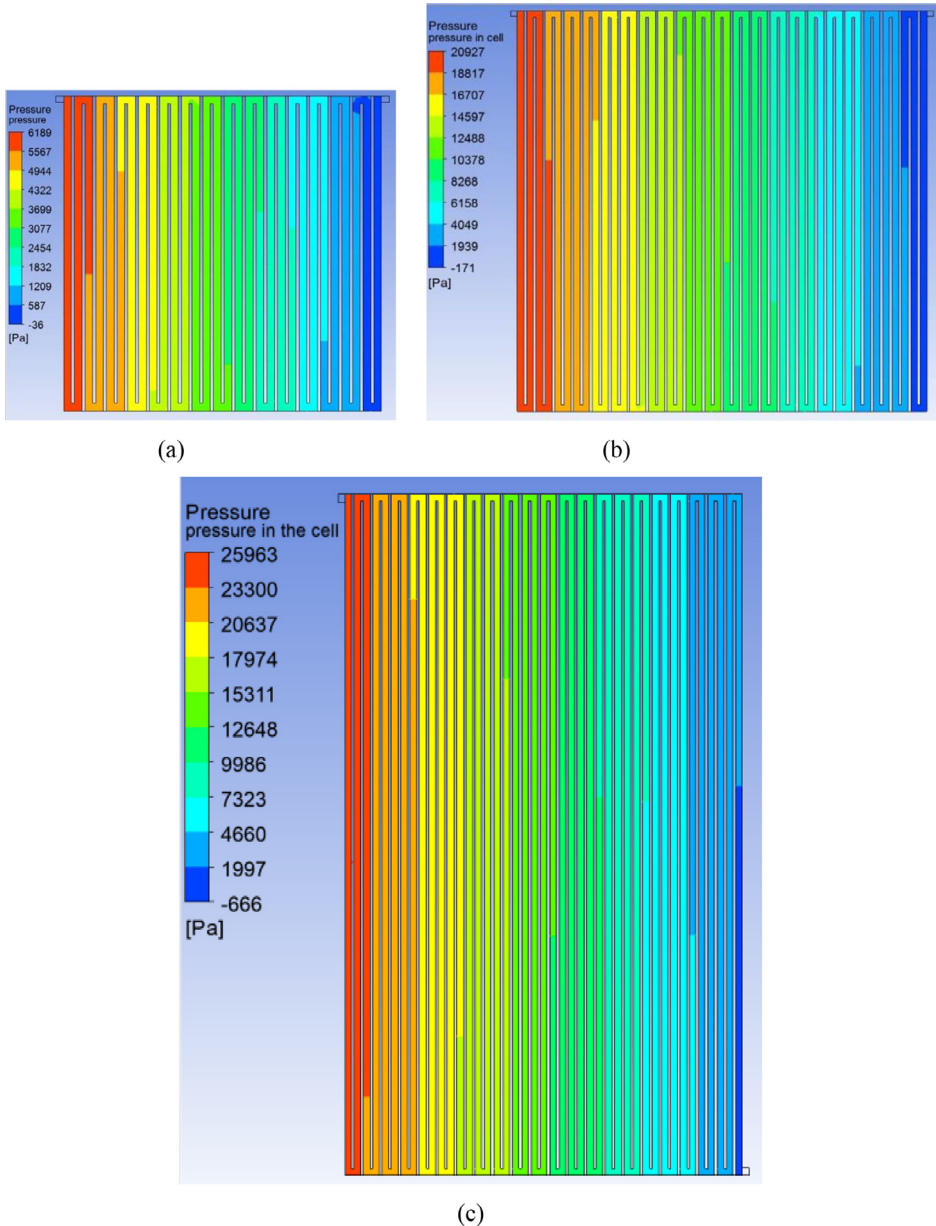 Pressure
pressure
6189
5567
4944
4322
3699
3077
2454
1832
1209
587
-36
[Pa]
(a)
Pressure
pressure in cell
20927
18817
16707
14597
12488
10378
8268
6158
4049
1939
-171
[Pa]
(b)
Pressure
pressure in the cell
25963
23300
20637
17974
15311
12648
9986
7323
4660
1997
-666
[Pa]
(c)